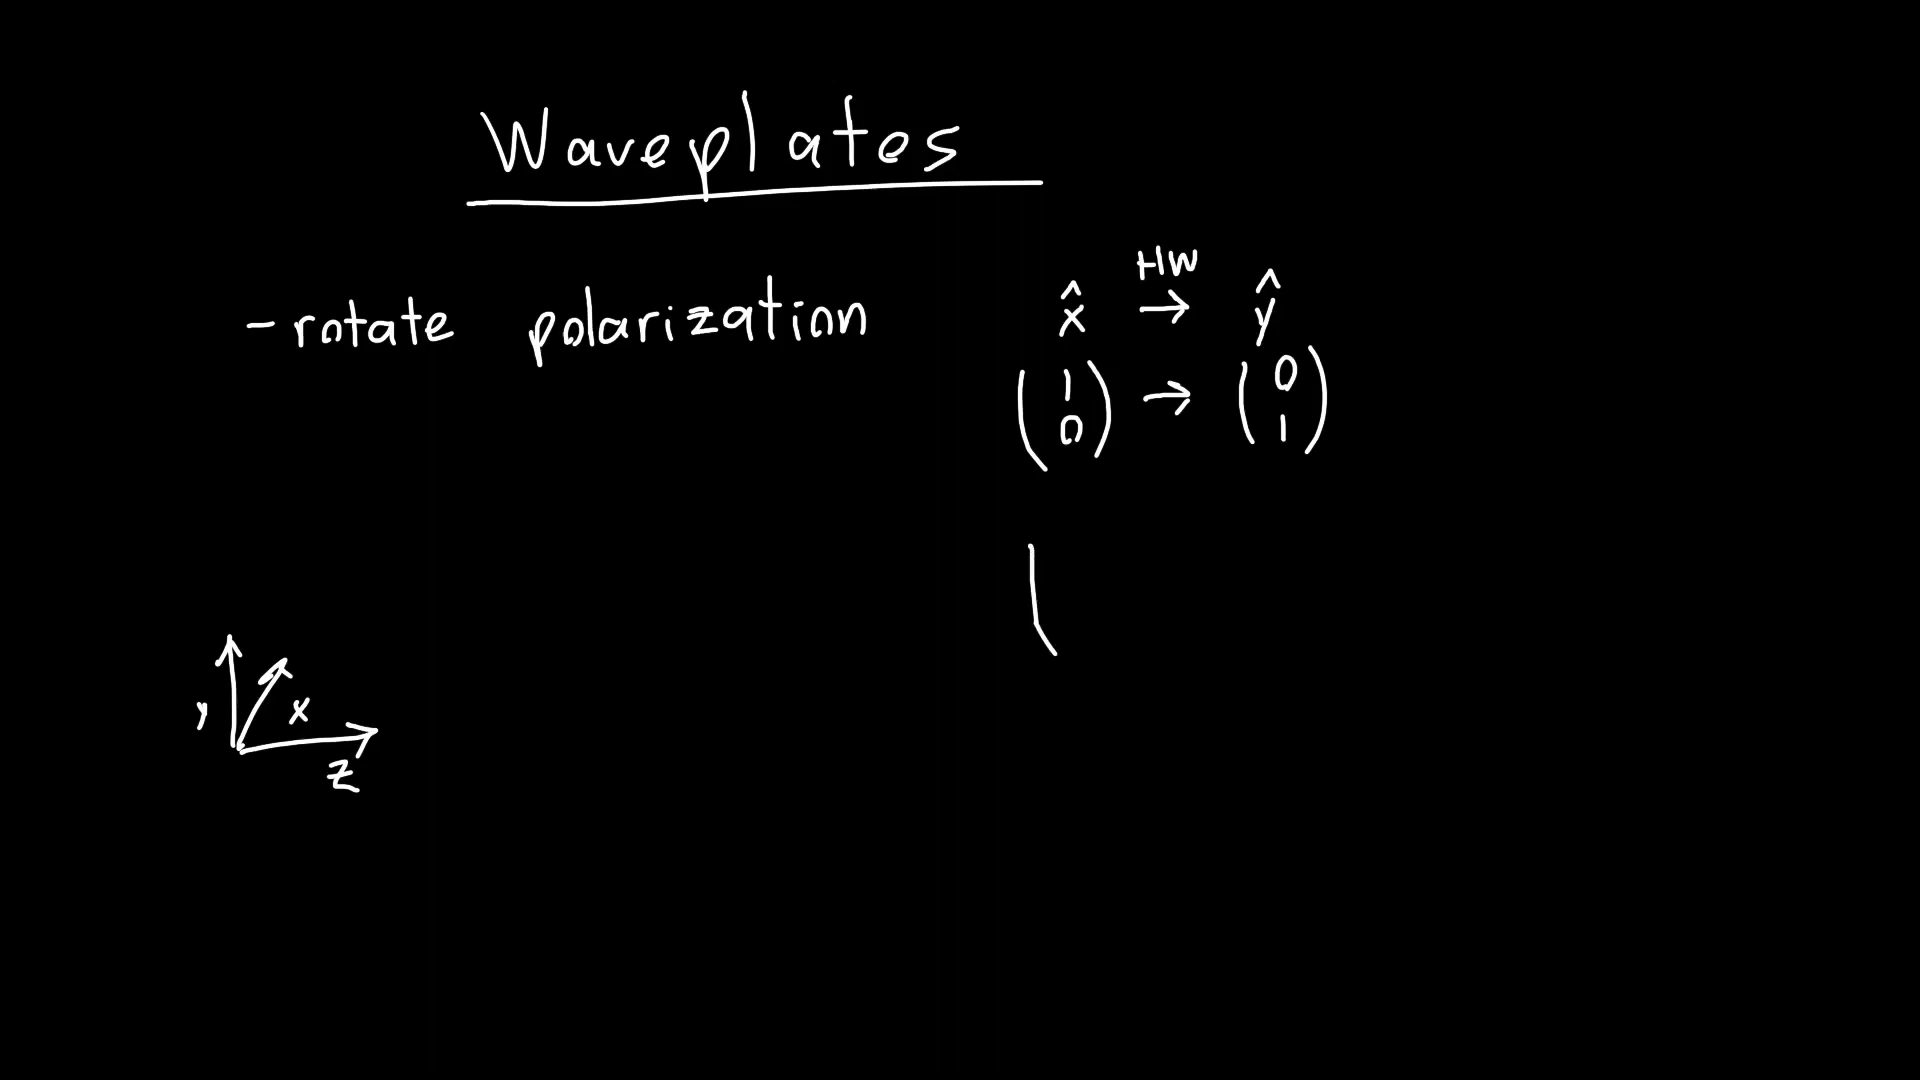 Waveplates
- rotate polarization
x̂ HW→ ŷ
(1 0) → (0 1)
(
y x
z